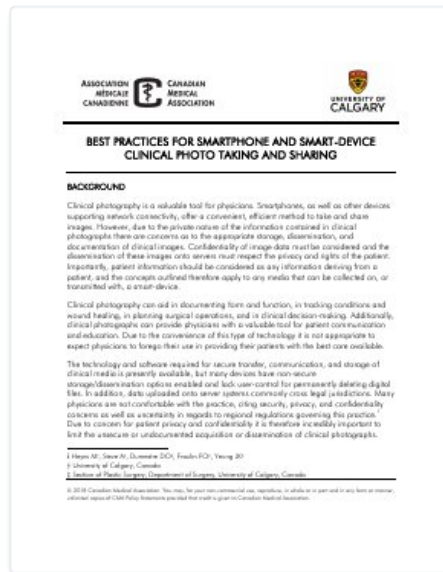 ASSOCIATION MÉDICALE CANADIENNE
CANADIAN MEDICAL ASSOCIATION
UNIVERSITY OF CALGARY
BEST PRACTICES FOR SMARTPHONE AND SMART-DEVICE
CLINICAL PHOTO TAKING AND SHARING
BACKGROUND
Clinical photography is a valuable tool for physicians. Smartphones, as well as other devices
supporting network connectivity, offer a convenient, efficient method to take and share
images. However, due to the private nature of the information contained in clinical
photographs there are concerns as to the appropriate storage, dissemination, and
documentation of clinical images. Confidentiality of image data must be considered and the
dissemination of these images onto servers must respect the privacy and rights of the patient.
Importantly, patient information should be considered as any information deriving from a
patient, and the concepts outlined therefore apply to any media that can be collected on, or
transmitted with, a smart-device.
Clinical photography can aid in documenting form and function, in tracking conditions and
wound healing, in planning surgical operations, and in clinical decision-making. Additionally,
clinical photographs can provide physicians with a valuable tool for patient communication
and education. Due to the convenience of this type of technology it is not appropriate to
expect physicians to forego their use in providing their patients with the best care available.
The technology and software required for secure transfer, communication, and storage of
clinical media is presently available, but many devices have non-secure
storage/dissemination options enabled and lack user-control for permanently deleting digital
files. In addition, data uploaded onto server systems commonly cross legal jurisdictions. Many
physicians are not comfortable with the practice, citing security, privacy, and confidentiality
concerns as well as uncertainty in regards to regional regulations governing this practice.
Due to concern for patient privacy and confidentiality it is therefore incredibly important to
limit the unsecure or undocumented acquisition or dissemination of clinical photographs.
University of Calgary, Canada
Section of Plastic Surgery, Department of Surgery, University of Calgary, Canada
Canadian Medical Association. You may, for your non-commercial use, reproduce, in whole or in part and in any form or manner,
unlimited copies of CMA Policy Statements provided that credit is given to Canadian Medical Association.